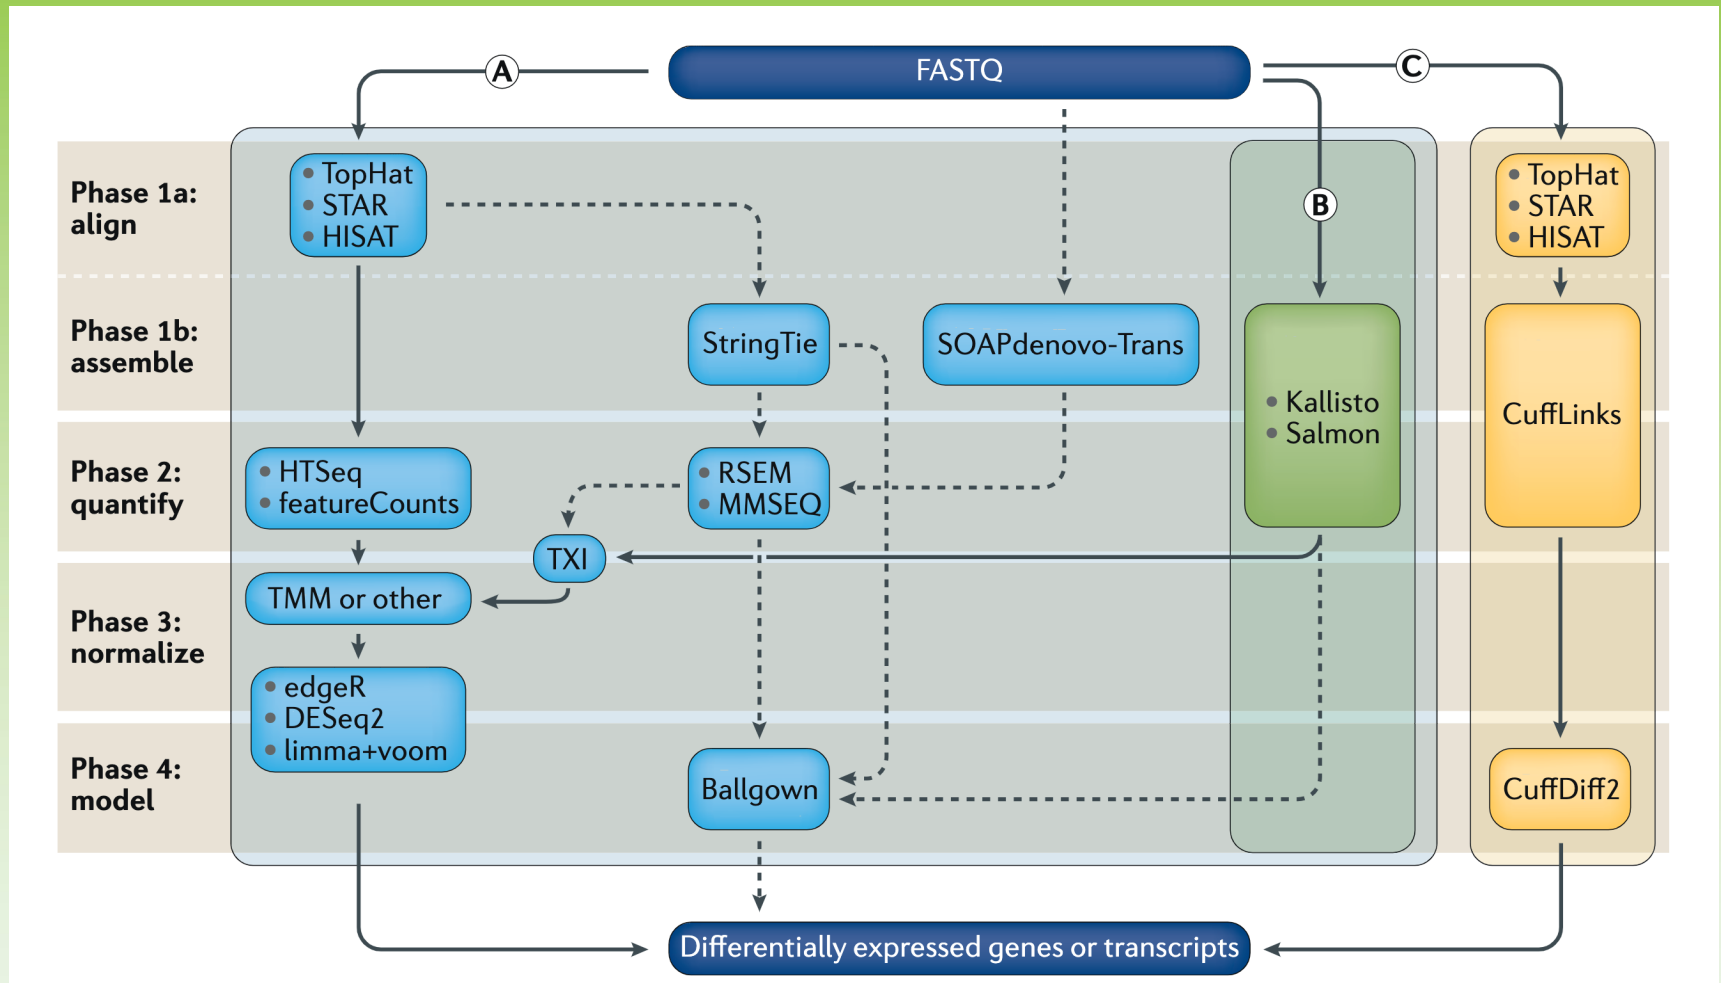 FASTQ
A
C
B
Phase 1a:
align
• TopHat
• STAR
• HISAT
• TopHat
• STAR
• HISAT
Phase 1b:
assemble
StringTie
SOAPdenovo-Trans
• Kallisto
• Salmon
CuffLinks
Phase 2:
quantify
• HTSeq
• featureCounts
• RSEM
• MMSEQ
TXI
Phase 3:
normalize
TMM or other
• edgeR
• DESeq2
• limma+voom
Phase 4:
model
Ballgown
CuffDiff2
Differentially expressed genes or transcripts